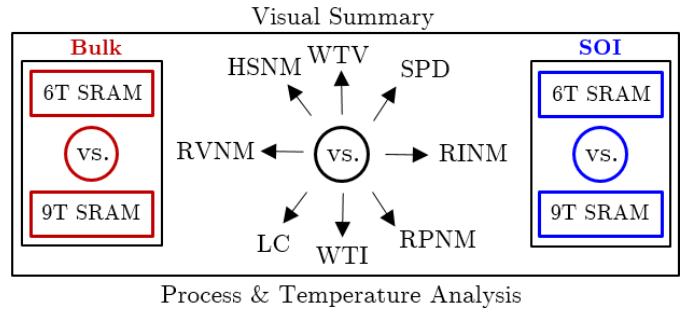 Visual Summary
Bulk
SOI
6T SRAM
vs.
9T SRAM
HSNM
WTV
SPD
RVNM
vs.
RINM
LC
WTI
RPNM
6T SRAM
vs.
9T SRAM
Process & Temperature Analysis